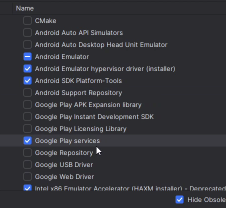 Name
CMake
Android Auto API Simulators
Android Auto Desktop Head Unit Emulator
Android Emulator
Android Emulator hypervisor driver (installer)
Android SDK Platform-Tools
Android Support Repository
Google Play APK Expansion library
Google Play Instant Development SDK
Google Play Licensing Library
Google Play services
Google Repository
Google USB Driver
Google Web Driver
Intel x86 Emulator Accelerator (HAXM installer) - Deprecated
Hide Obsole